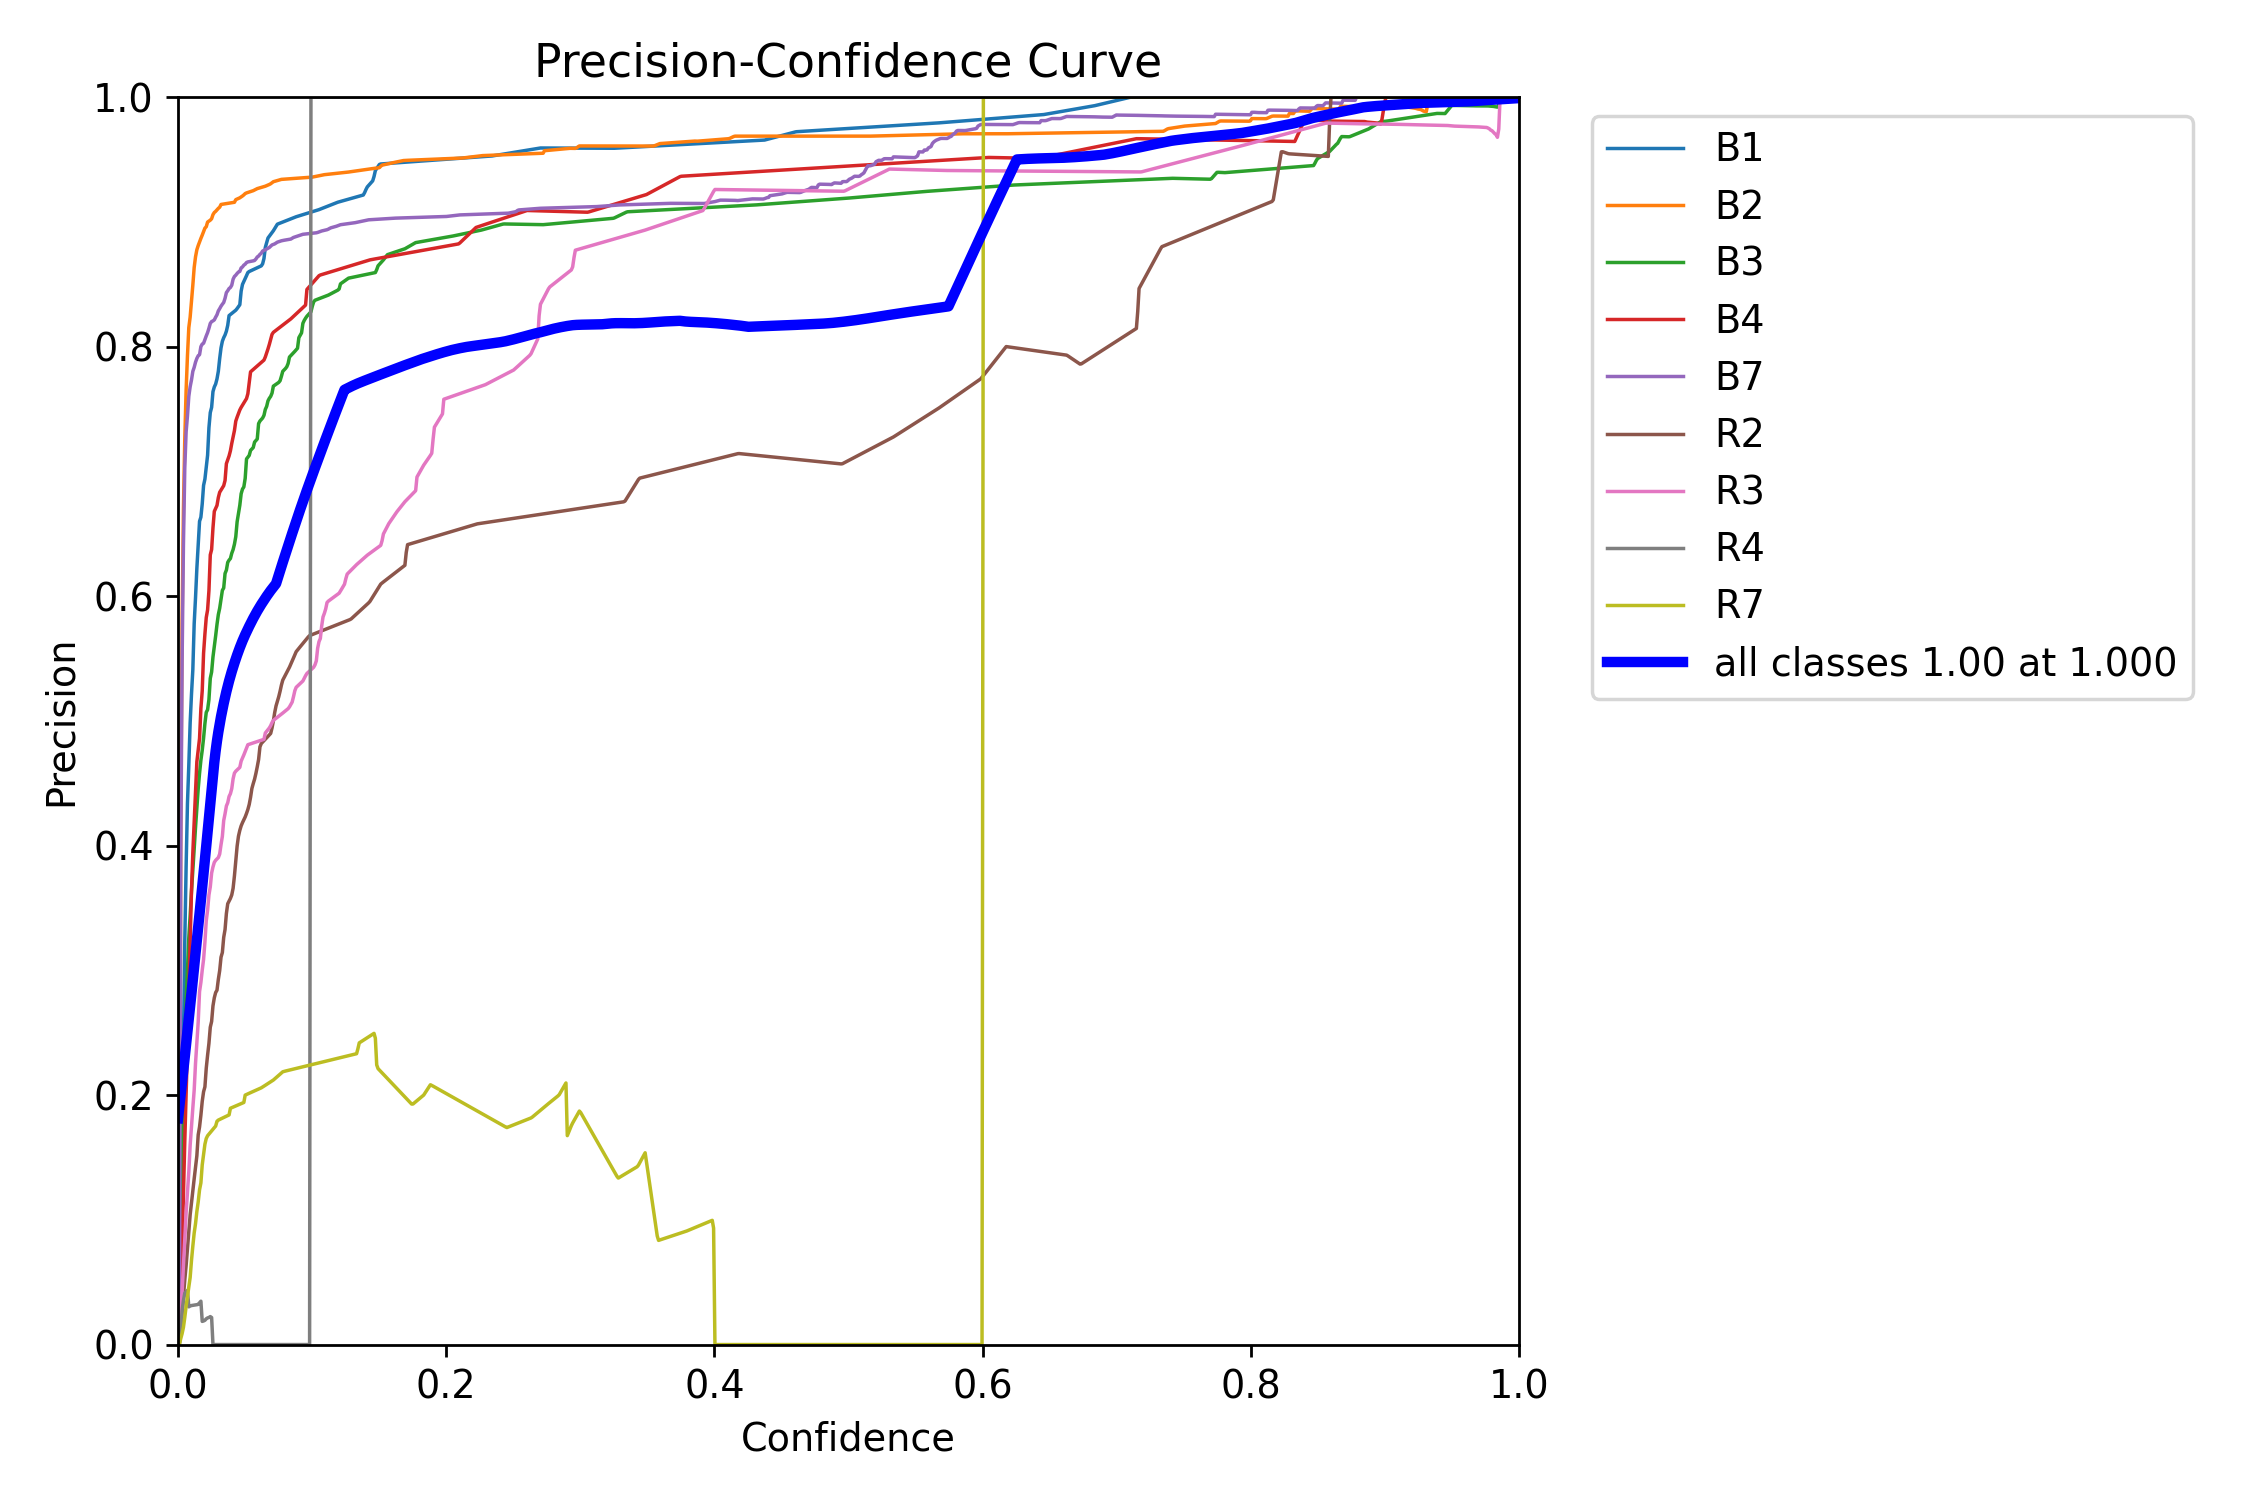 Precision-Confidence Curve
1.0
0.8
0.6
0.4
0.2
0.0
Precision
0.0 0.2 0.4 0.6 0.8 1.0
Confidence
B1
B2
B3
B4
B7
R2
R3
R4
R7
all classes 1.00 at 1.000